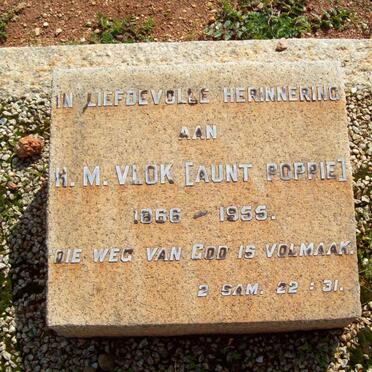 IN LIEFDEVOLLE HERINNERING
AAN
H. M. VLOK [AUNT POPPIE]
1866 - 1955.
DIE WEG VAN GOD IS VOLMAAK.
2 SAM. 22 : 31.